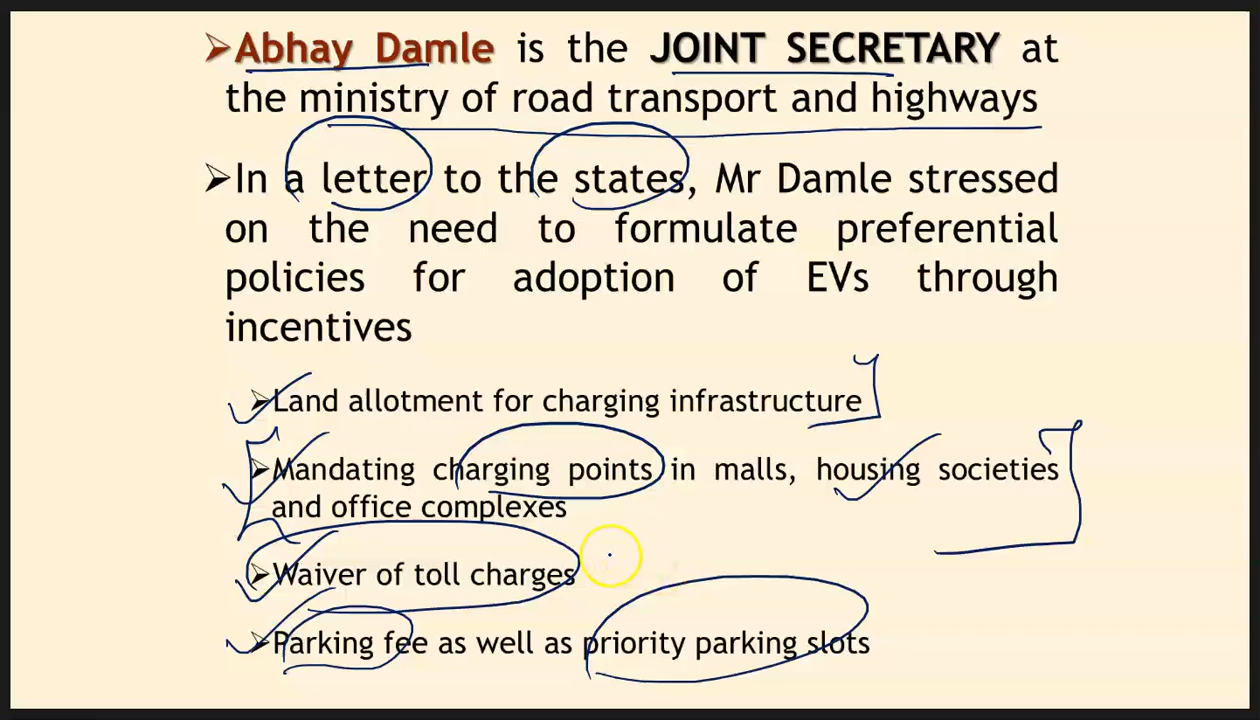 ➢Abhay Damle is the JOINT SECRETARY at
the ministry of road transport and highways
➢In a letter to the states, Mr Damle stressed
on the need to formulate preferential
policies for adoption of EVs through
incentives
➢Land allotment for charging infrastructure
➢Mandating charging points in malls, housing societies
and office complexes
➢Waiver of toll charges
➢Parking fee as well as priority parking slots